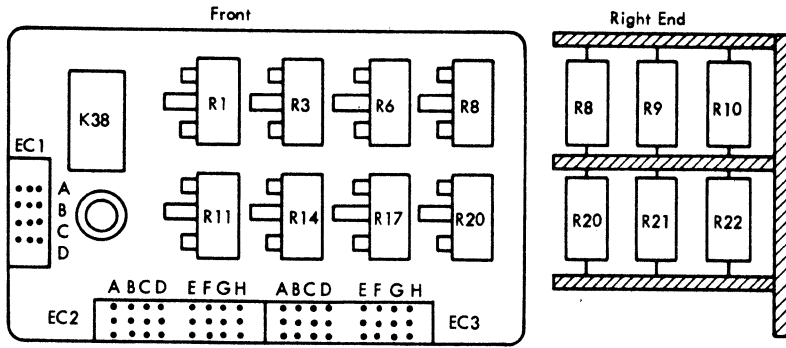 Front
Right End
R1 R3 R6 R8
K38
R8 R9 R10
EC1
A
B
C
D
R11 R14 R17 R20
R20 R21 R22
A B C D E F G H A B C D E F G H
EC2
EC3